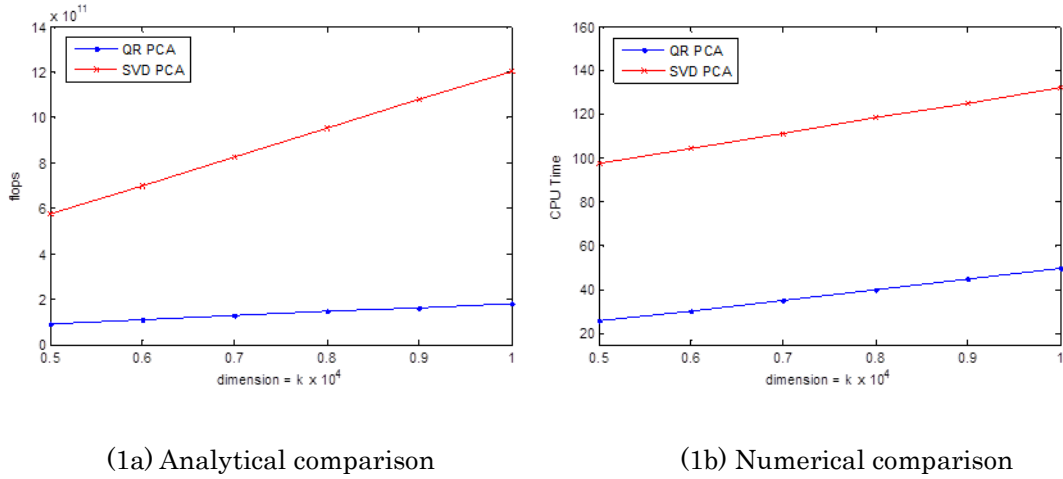 x 10^11
14
12
10
8
6
4
2
0
flops
QR PCA
SVD PCA
0.5 0.6 0.7 0.8 0.9 1
dimension = k x 10^4
160
140
120
100
80
60
40
20
CPU Time
QR PCA
SVD PCA
0.5 0.6 0.7 0.8 0.9 1
dimension = k x 10^4
(1a) Analytical comparison
(1b) Numerical comparison